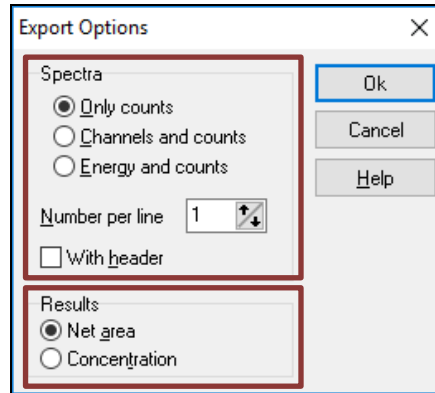 Export Options
Spectra
Only counts
Channels and counts
Energy and counts
Number per line 1
With header
Results
Net area
Concentration
Ok
Cancel
Help